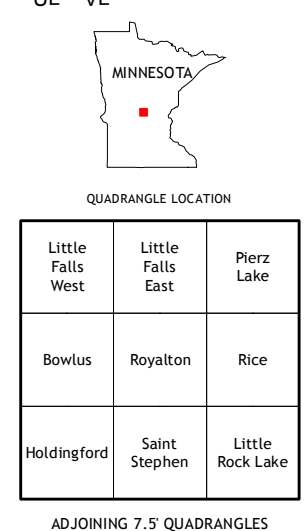 MINNESOTA
QUADRANGLE LOCATION
Little
Falls
West
Little
Falls
East
Pierz
Lake
Bowlus
Royalton
Rice
Holdingford
Saint
Stephen
Little
Rock Lake
ADJOINING 7.5' QUADRANGLES